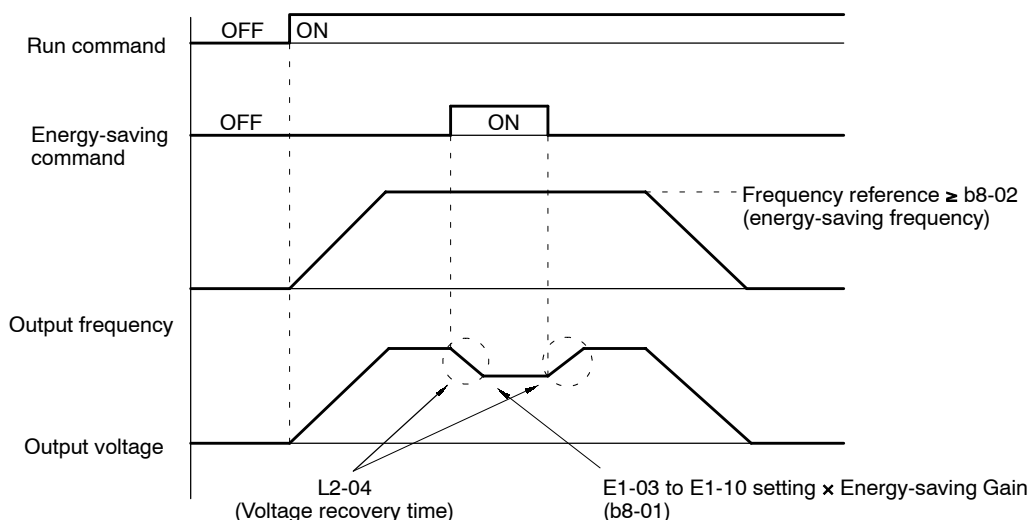 Run command
OFF
ON
Energy-saving
command
OFF
ON
Frequency reference ≥ b8-02
(energy-saving frequency)
Output frequency
Output voltage
L2-04
(Voltage recovery time)
E1-03 to E1-10 setting × Energy-saving Gain
(b8-01)